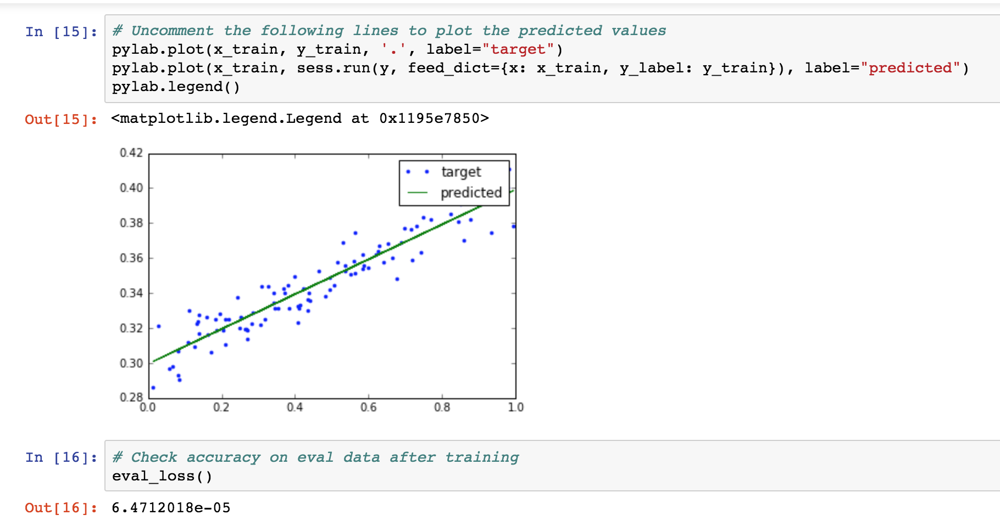 In [15]: # Uncomment the following lines to plot the predicted values
pylab.plot(x_train, y_train, '.', label="target")
pylab.plot(x_train, sess.run(y, feed_dict={x: x_train, y_label: y_train}), label="predicted")
pylab.legend()
Out[15]: <matplotlib.legend.Legend at 0x1195e7850>
0.42
target
0.40
predicted
0.38
0.36
0.34
0.32
0.30
0.28
0.0 0.2 0.4 0.6 0.8 1.0
In [16]: # Check accuracy on eval data after training
eval_loss()
Out[16]: 6.4712018e-05